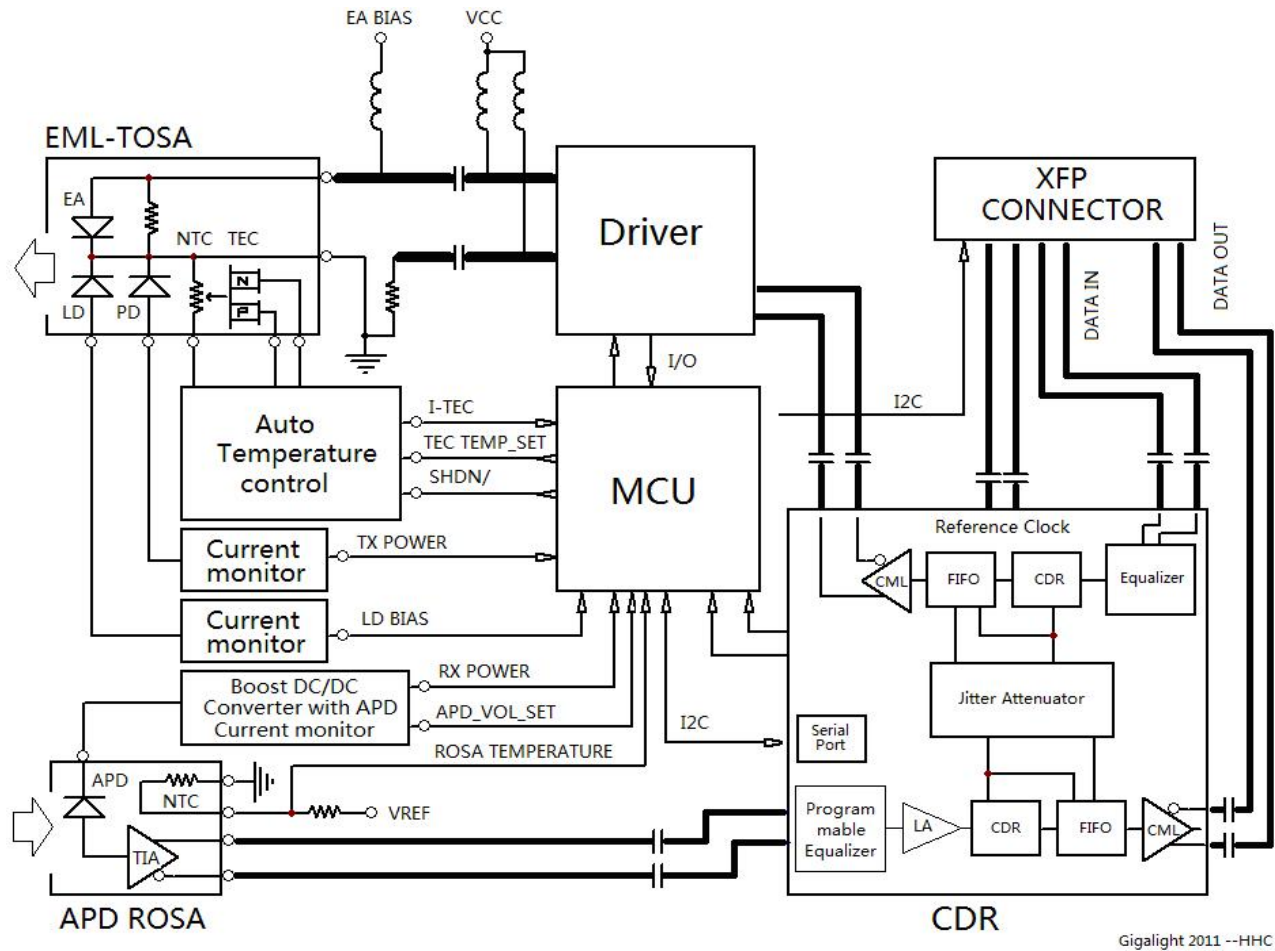 EA BIAS
VCC
EML-TOSA
EA
NTC
TEC
N
P
LD
PD
Driver
XFP
CONNECTOR
DATA IN
DATA OUT
I/O
I2C
Auto
Temperature
control
I-TEC
TEC TEMP_SET
SHDN/
MCU
Current
monitor
TX POWER
Current
monitor
LD BIAS
Boost DC/DC
Converter with APD
Current monitor
RX POWER
APD_VOL_SET
ROSA TEMPERATURE
I2C
Reference Clock
CML
FIFO
CDR
Equalizer
Jitter Attenuator
Serial
Port
APD
NTC
VREF
TIA
Program
mable
Equalizer
LA
CDR
FIFO
CML
APD ROSA
CDR
Gigalight 2011 --HHC